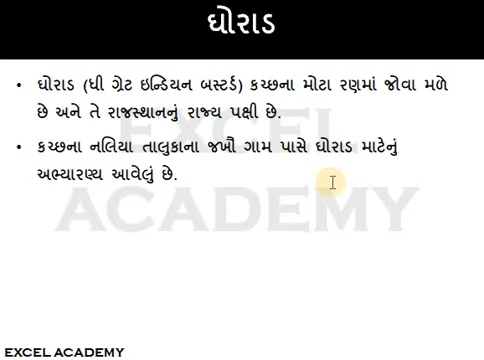 ઘોરાડ
• ઘોરાડ (ધી ગ્રેટ ઇન્ડિયન બસ્ટર્ડ) કચ્છના મોટા રણમાં જોવા મળે
છે અને તે રાજસ્થાનનું રાજ્ય પક્ષી છે.
• કચ્છના નલિયા તાલુકાના જખૌ ગામ પાસે ઘોરાડ માટેનું
અભ્યારણ્ય આવેલું છે.
EXCEL
ACADEMY
EXCEL ACADEMY